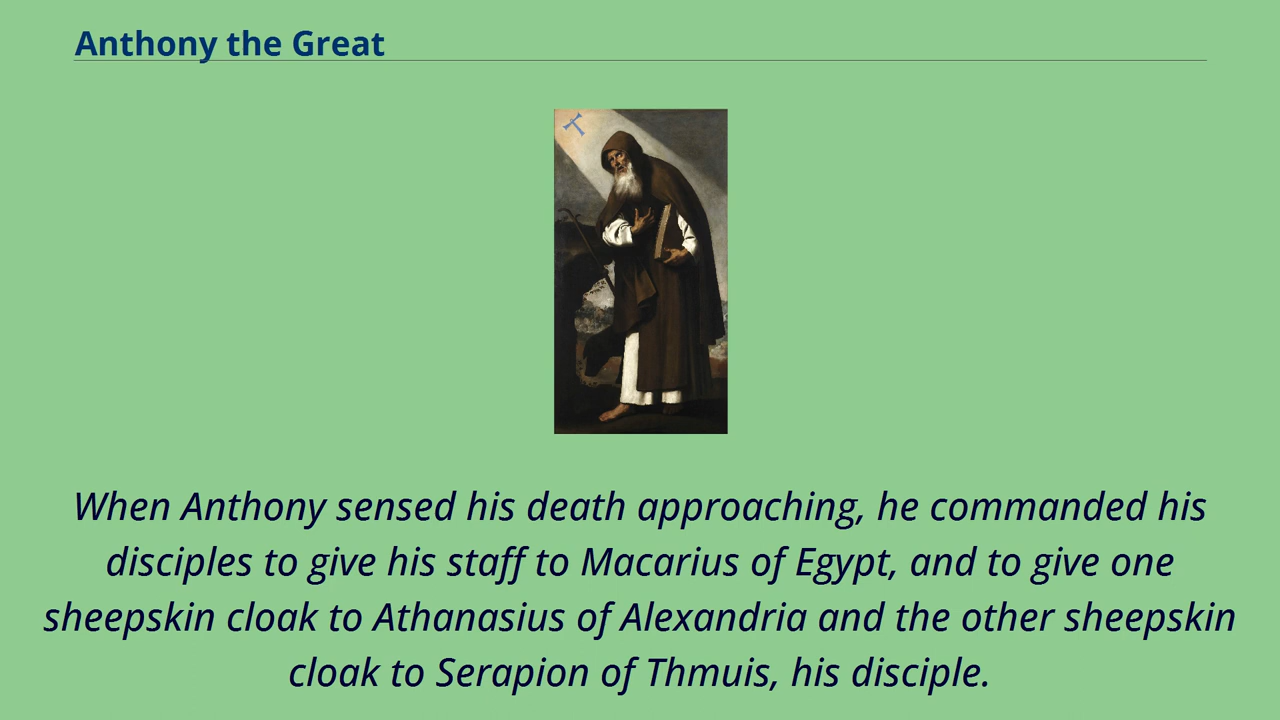 Anthony the Great
When Anthony sensed his death approaching, he commanded his
disciples to give his staff to Macarius of Egypt, and to give one
sheepskin cloak to Athanasius of Alexandria and the other sheepskin
cloak to Serapion of Thmuis, his disciple.